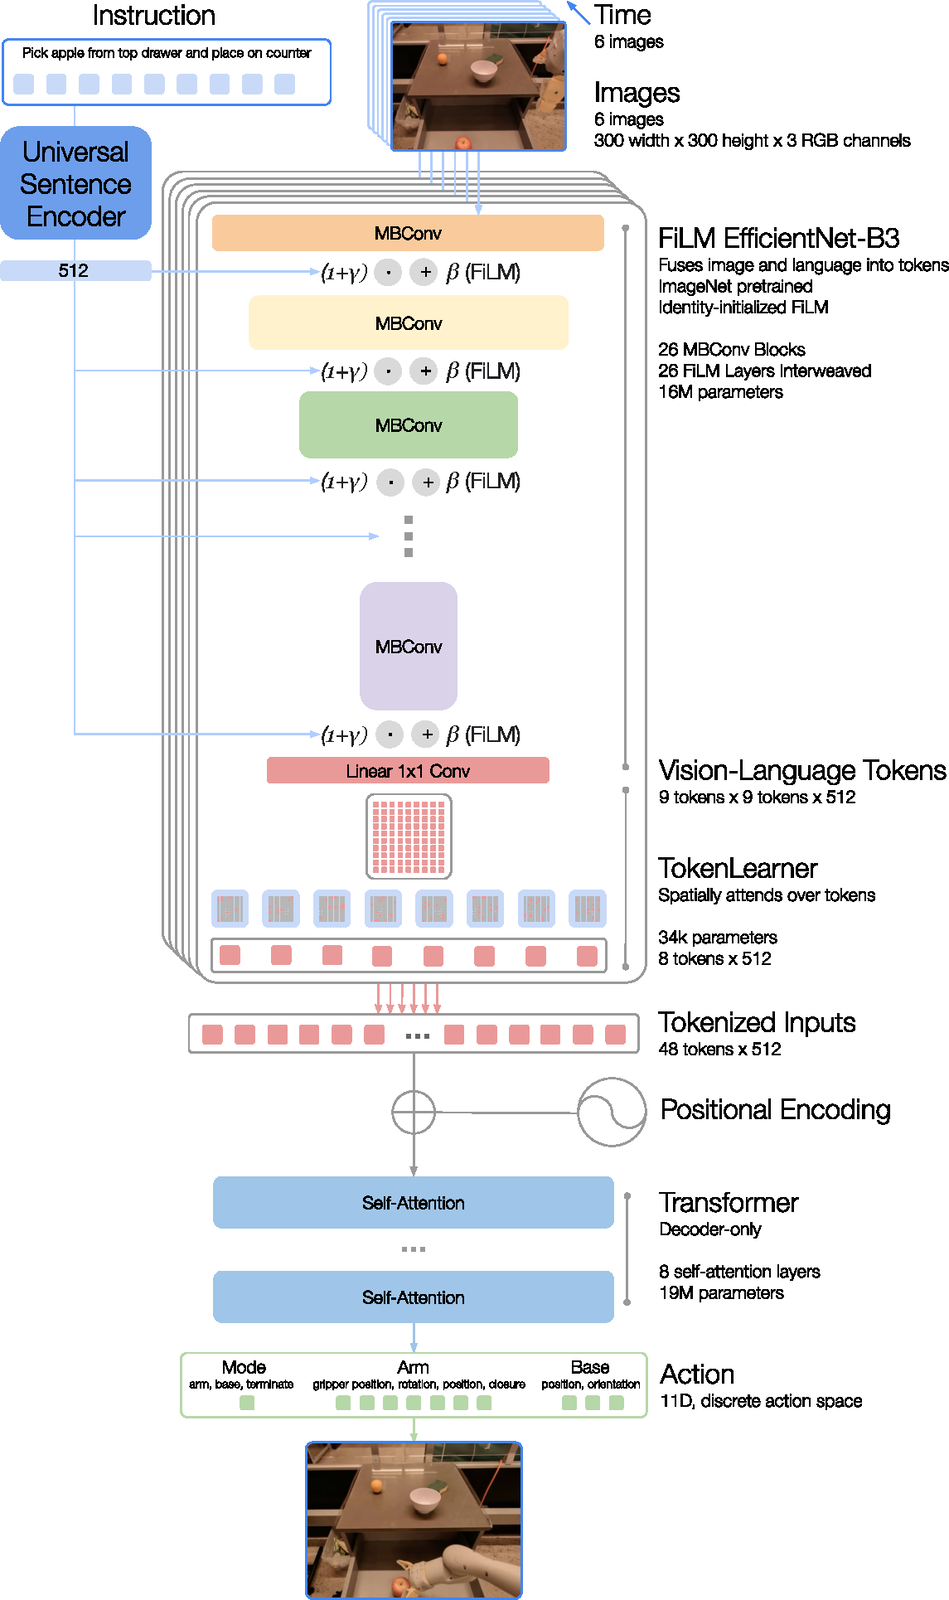 Instruction
Pick apple from top drawer and place on counter
Universal
Sentence
Encoder
512
Time
6 images
Images
6 images
300 width x 300 height x 3 RGB channels
MBConv
(1+γ) · + β (FiLM)
MBConv
(1+γ) · + β (FiLM)
MBConv
(1+γ) · + β (FiLM)
MBConv
(1+γ) · + β (FiLM)
Linear 1x1 Conv
FiLM EfficientNet-B3
Fuses image and language into tokens
ImageNet pretrained
Identity-initialized FiLM
26 MBConv Blocks
26 FiLM Layers Interweaved
16M parameters
Vision-Language Tokens
9 tokens x 9 tokens x 512
TokenLearner
Spatially attends over tokens
34k parameters
8 tokens x 512
Tokenized Inputs
48 tokens x 512
Positional Encoding
Self-Attention
Self-Attention
Transformer
Decoder-only
8 self-attention layers
19M parameters
Mode
arm, base, terminate
Arm
gripper position, rotation, position, closure
Base
position, orientation
Action
11D, discrete action space